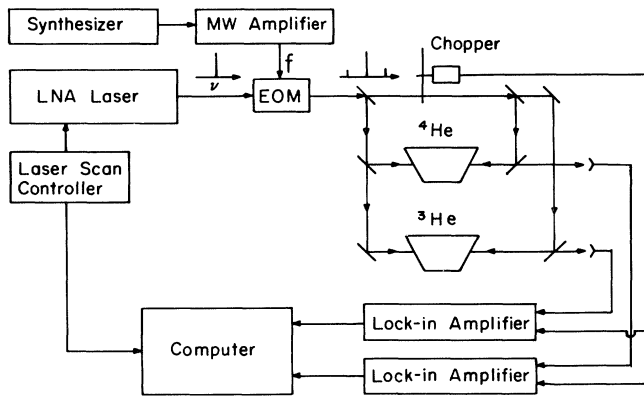 Synthesizer
MW Amplifier
Chopper
f
ν
LNA Laser
EOM
⁴He
Laser Scan
Controller
³He
Lock-in Amplifier
Computer
Lock-in Amplifier